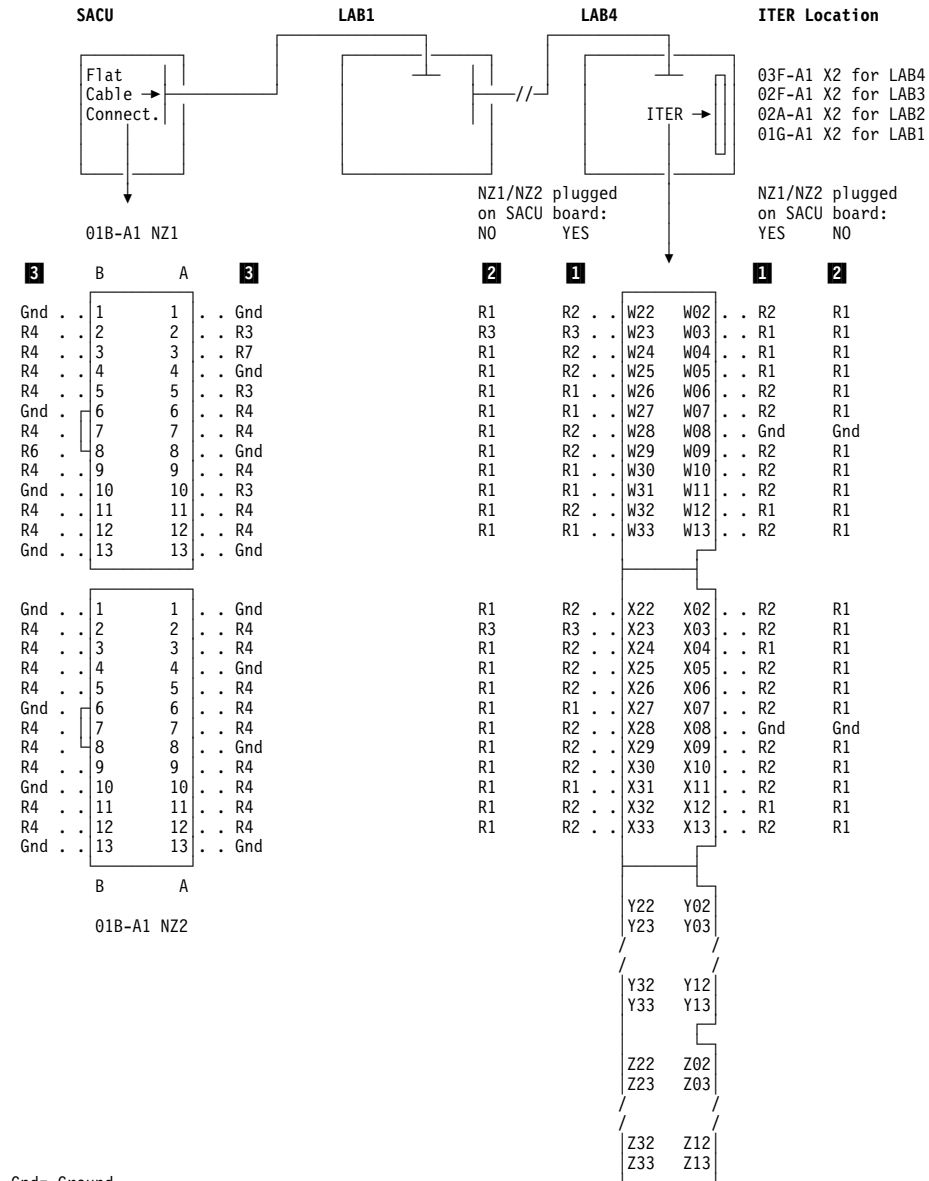 SACU LAB1 LAB4 ITER Location
Flat 03F-A1 X2 for LAB4
Cable // 02F-A1 X2 for LAB3
Connect. ITER 02A-A1 X2 for LAB2
01G-A1 X2 for LAB1
NZ1/NZ2 plugged NZ1/NZ2 plugged
on SACU board: on SACU board:
01B-A1 NZ1 NO YES YES NO
3 B A 3 2 1 1 2
Gnd . . 1 1 . . Gnd R1 R2 . . W22 W02 . . R2 R1
R4 . . 2 2 . . R3 R3 R3 . . W23 W03 . . R1 R1
R4 . . 3 3 . . R7 R1 R2 . . W24 W04 . . R1 R1
R4 . . 4 4 . . Gnd R1 R2 . . W25 W05 . . R1 R1
R4 . . 5 5 . . R3 R1 R1 . . W26 W06 . . R2 R1
Gnd . 6 6 . . R4 R1 R1 . . W27 W07 . . R2 R1
R4 . 7 7 . . R4 R1 R2 . . W28 W08 . . Gnd Gnd
R6 . 8 8 . . Gnd R1 R2 . . W29 W09 . . R2 R1
R4 . . 9 9 . . R4 R1 R1 . . W30 W10 . . R2 R1
Gnd . . 10 10 . . R3 R1 R1 . . W31 W11 . . R2 R1
R4 . . 11 11 . . R4 R1 R1 . . W32 W12 . . R1 R1
R4 . . 12 12 . . R4 R1 R1 . . W33 W13 . . R2 R1
Gnd . . 13 13 . . Gnd
Gnd . . 1 1 . . Gnd R1 R2 . . X22 X02 . . R2 R1
R4 . . 2 2 . . R4 R3 R3 . . X23 X03 . . R2 R1
R4 . . 3 3 . . R4 R1 R2 . . X24 X04 . . R1 R1
R4 . . 4 4 . . Gnd R1 R2 . . X25 X05 . . R2 R1
R4 . . 5 5 . . R4 R1 R2 . . X26 X06 . . R2 R1
Gnd . 6 6 . . R4 R1 R1 . . X27 X07 . . R2 R1
R4 . 7 7 . . R4 R1 R2 . . X28 X08 . . Gnd Gnd
R4 . 8 8 . . Gnd R1 R2 . . X29 X09 . . R2 R1
R4 . . 9 9 . . R4 R1 R2 . . X30 X10 . . R2 R1
Gnd . . 10 10 . . R4 R1 R1 . . X31 X11 . . R2 R1
R4 . . 11 11 . . R4 R1 R2 . . X32 X12 . . R1 R1
R4 . . 12 12 . . R4 R1 R2 . . X33 X13 . . R2 R1
Gnd . . 13 13 . . Gnd
B A
Y22 Y02
01B-A1 NZ2 Y23 Y03
/ /
/ /
Y32 Y12
Y33 Y13
Z22 Z02
Z23 Z03
/ /
/ /
Z32 Z12
Z33 Z13
Gnd= Ground